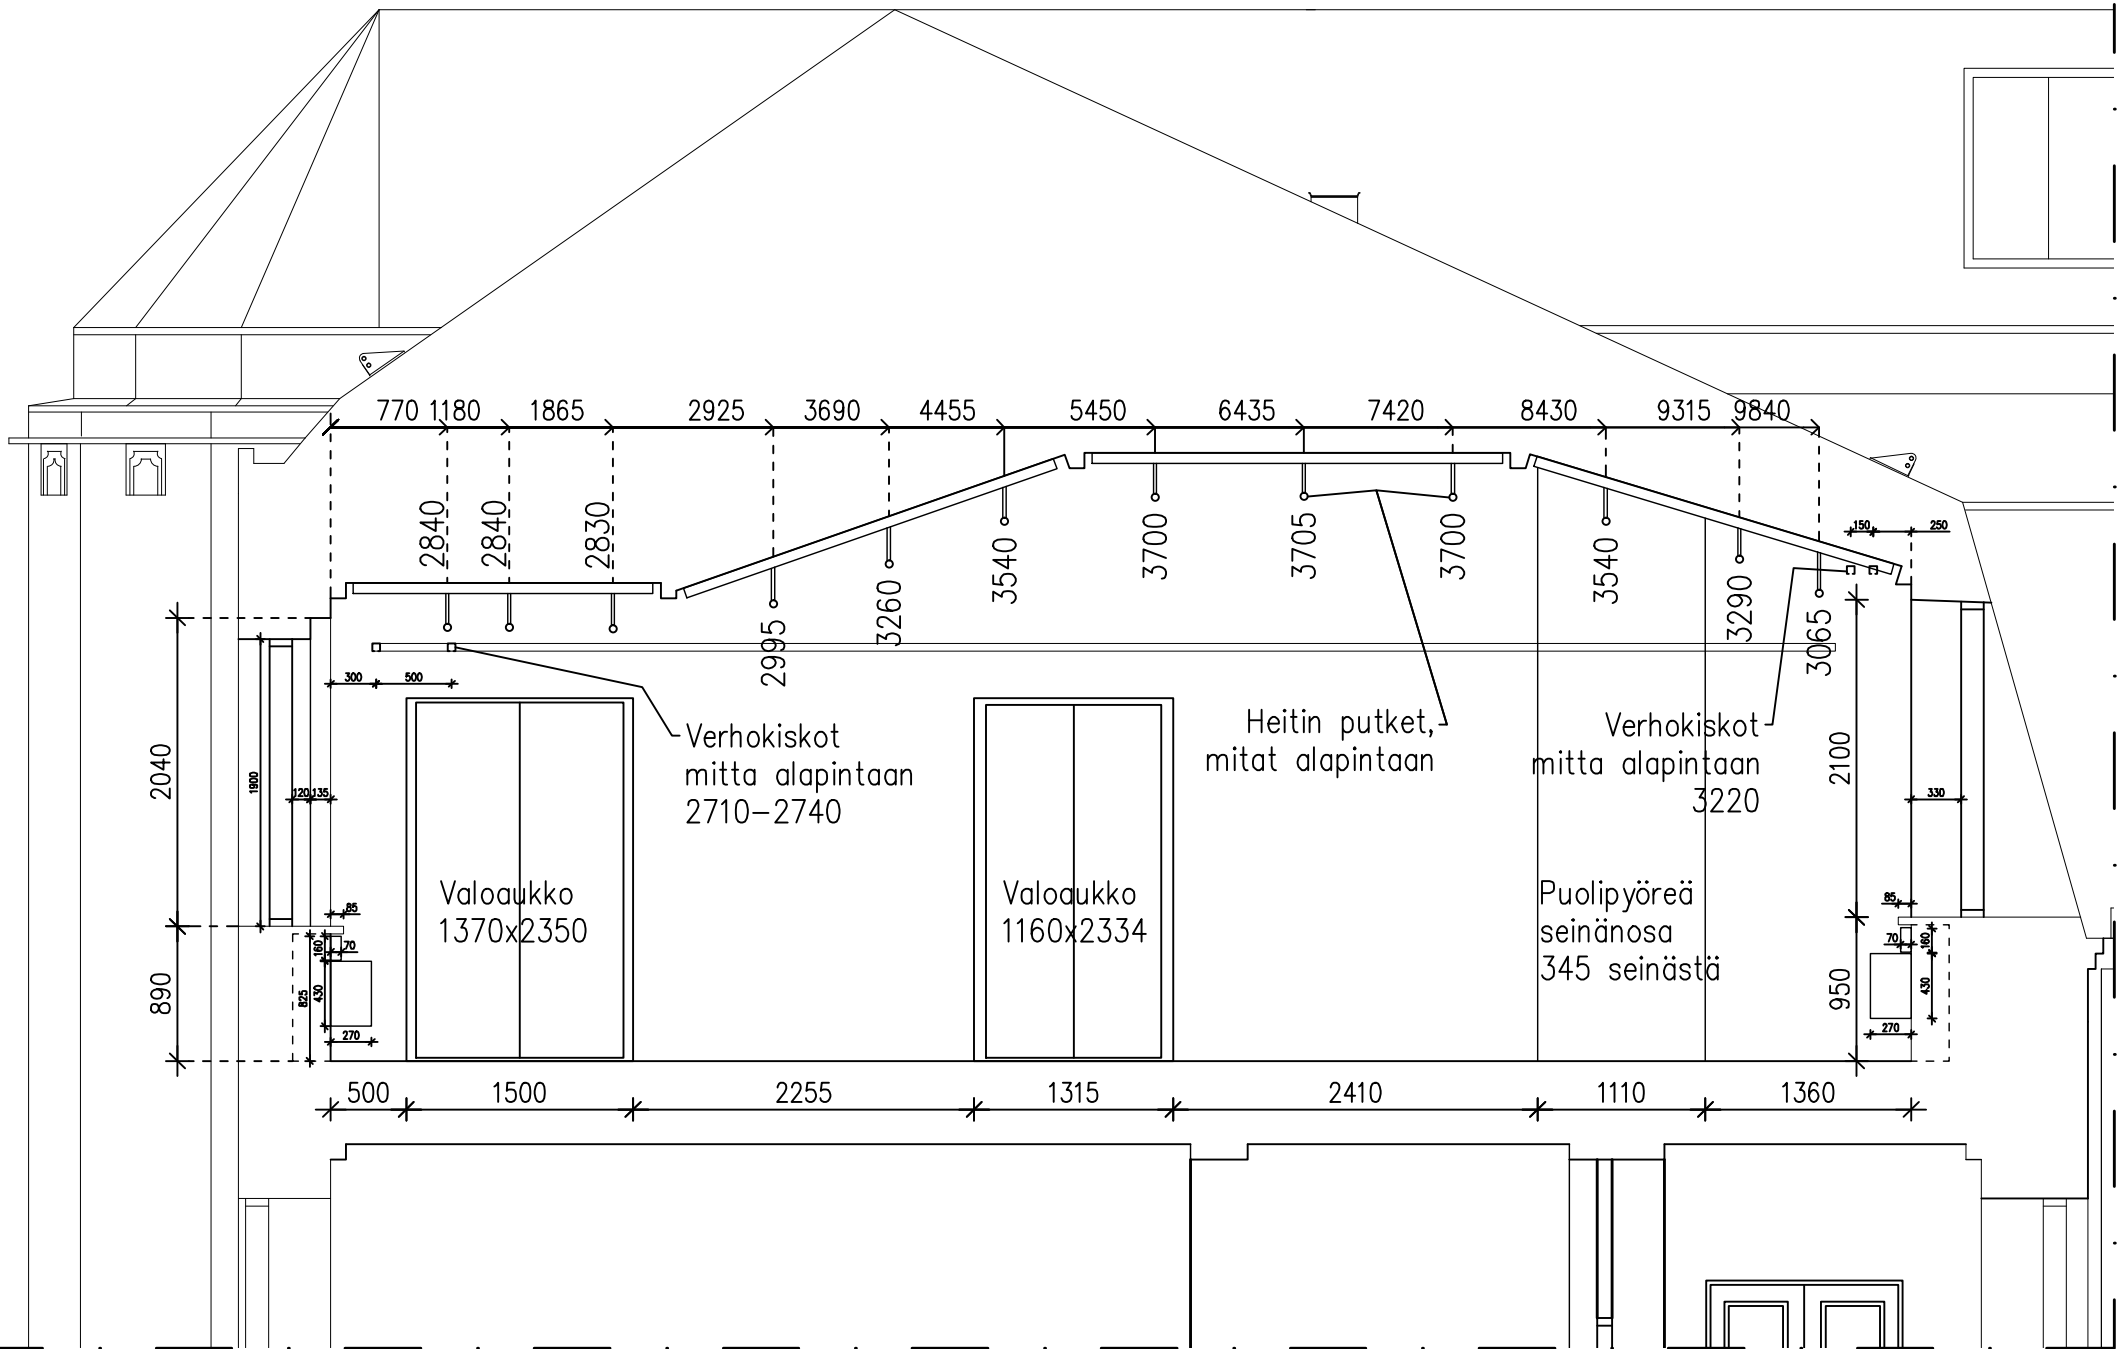 770 1180 1865 2925 3690 4455 5450 6435 7420 8430 9315 9840
2840
2840
2830
2995
3260
3540
3700
3705
3700
3540
3290
3065
150
250
300
500
Verhokiskot
mitta alapintaan
2710-2740
Heitin putket,
mitat alapintaan
Verhokiskot
mitta alapintaan
3220
2040
1900
120
135
2100
330
Valoaukko
1370x2350
Valoaukko
1160x2334
Puolipyöreä
seinänosa
345 seinästä
85
160
70
890
825
430
270
85
70
160
950
430
270
500 1500 2255 1315 2410 1110 1360